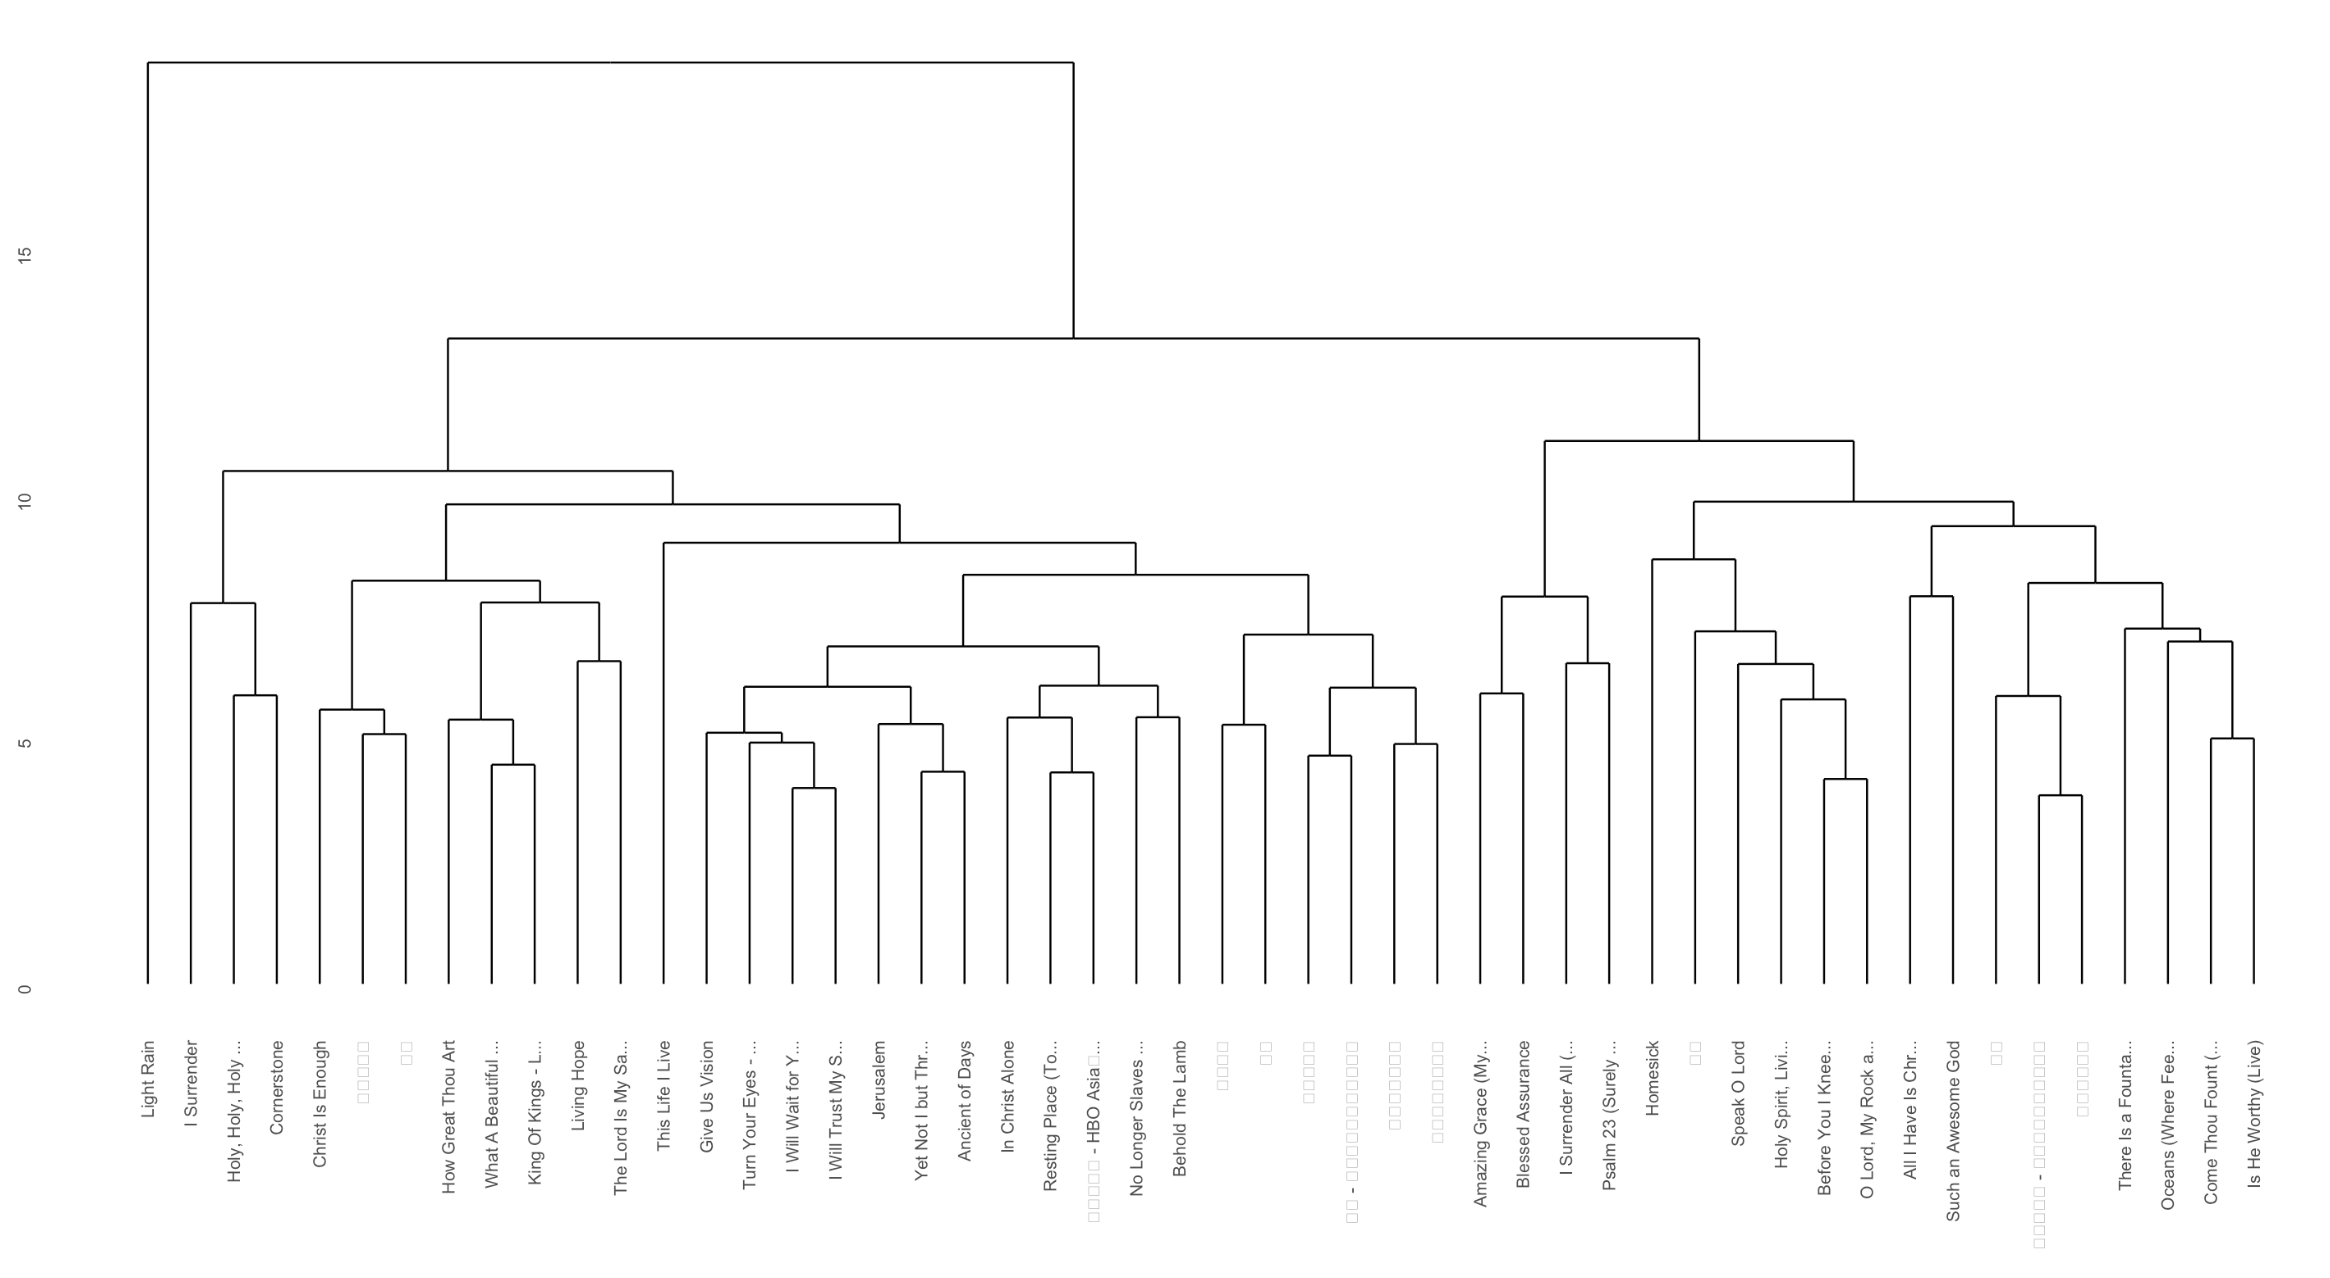 15
10
5
0
Light Rain
I Surrender
Holy, Holy, Holy ...
Cornerstone
Christ Is Enough
How Great Thou Art
What A Beautiful ...
King Of Kings - L...
Living Hope
The Lord Is My Sa...
This Life I Live
Give Us Vision
Turn Your Eyes - ...
I Will Wait for Y...
I Will Trust My S...
Jerusalem
Yet Not I but Thr...
Ancient of Days
In Christ Alone
Resting Place (To...
- HBO Asia...
No Longer Slaves ...
Behold The Lamb
-
Amazing Grace (My...
Blessed Assurance
I Surrender All (...
Psalm 23 (Surely ...
Homesick
Speak O Lord
Holy Spirit, Livi...
Before You I Knee...
O Lord, My Rock a...
All I Have Is Chr...
Such an Awesome God
-
There Is a Founta...
Oceans (Where Fee...
Come Thou Fount (...
Is He Worthy (Live)